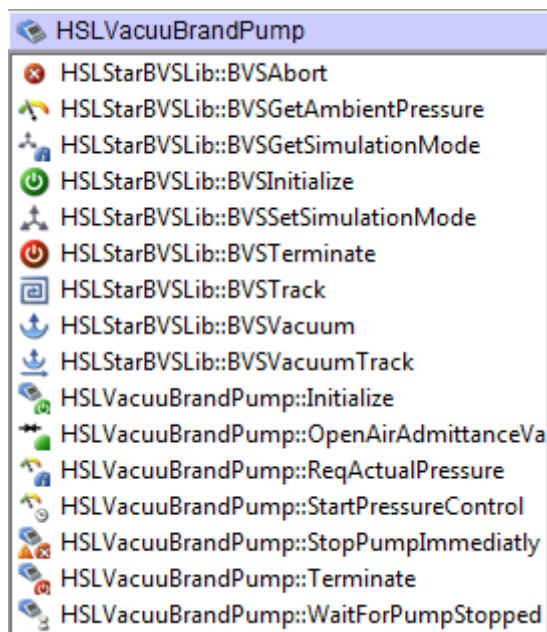 HSLVacuuBrandPump
HSLStarBVSLib::BVSAbort
HSLStarBVSLib::BVSGetAmbientPressure
HSLStarBVSLib::BVSGetSimulationMode
HSLStarBVSLib::BVSInitialize
HSLStarBVSLib::BVSSetSimulationMode
HSLStarBVSLib::BVSTerminate
HSLStarBVSLib::BVSTrack
HSLStarBVSLib::BVSVacuum
HSLStarBVSLib::BVSVacuumTrack
HSLVacuuBrandPump::Initialize
HSLVacuuBrandPump::OpenAirAdmittanceVa
HSLVacuuBrandPump::ReqActualPressure
HSLVacuuBrandPump::StartPressureControl
HSLVacuuBrandPump::StopPumpImmediatly
HSLVacuuBrandPump::Terminate
HSLVacuuBrandPump::WaitForPumpStopped